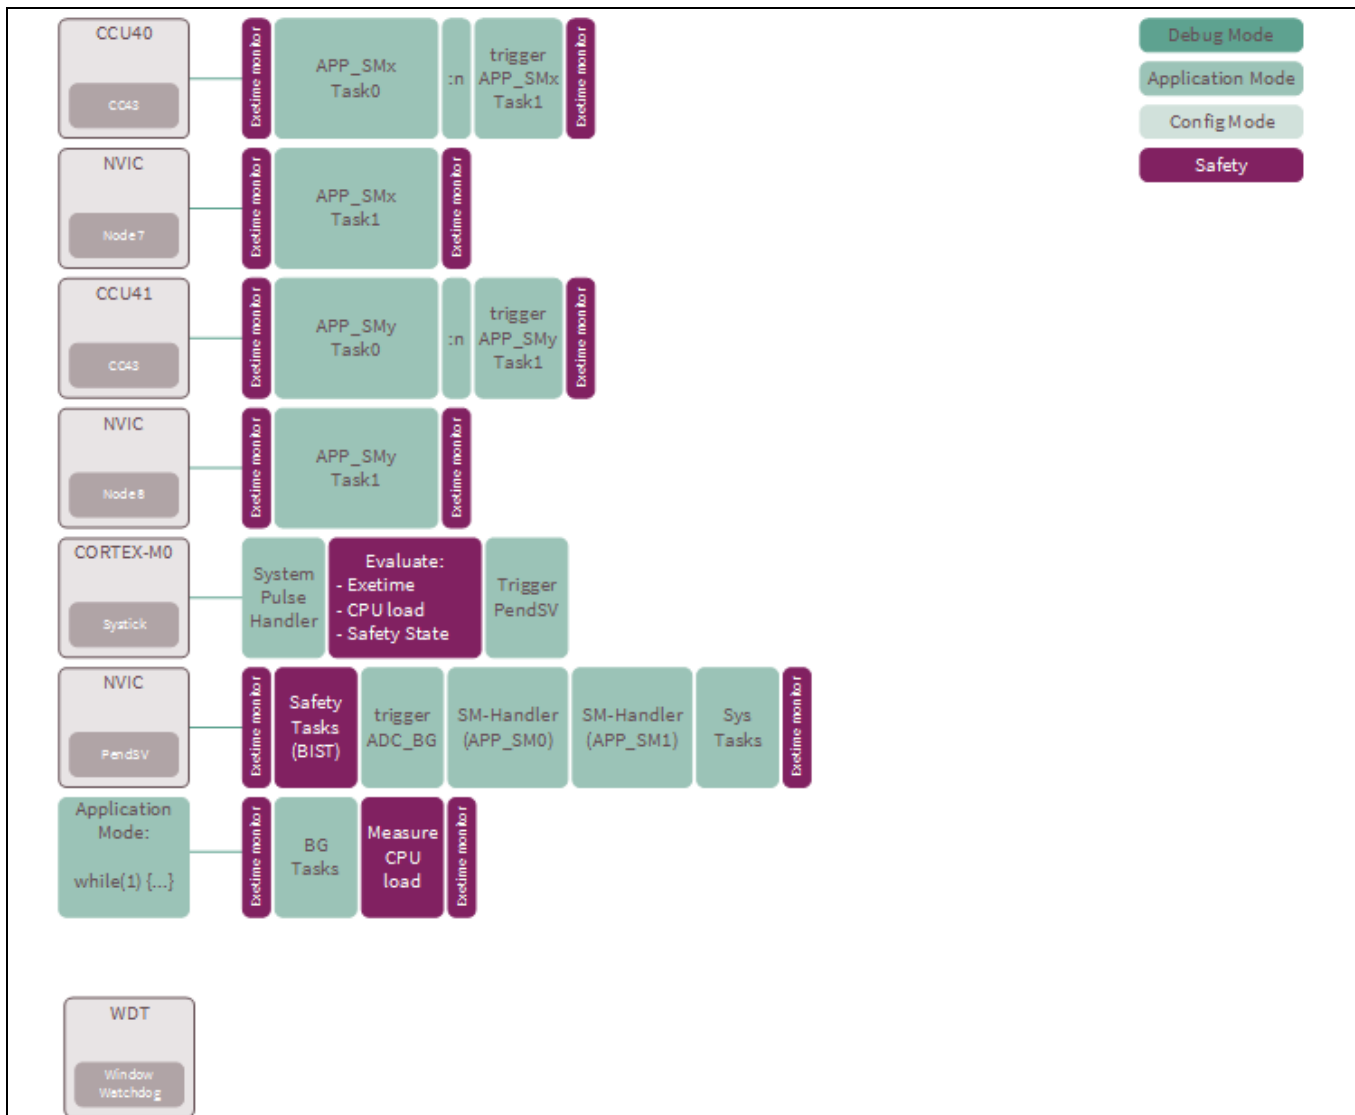 CCU40
CC43
Exetime monitor
APP_SMx
Task0
:n
trigger
APP_SMx
Task1
Exetime monitor
Debug Mode
Application Mode
Config Mode
Safety
NVIC
Node7
Exetime monitor
APP_SMx
Task1
Exetime monitor
CCU41
CC43
Exetime monitor
APP_SMy
Task0
:n
trigger
APP_SMy
Task1
Exetime monitor
NVIC
Node8
Exetime monitor
APP_SMy
Task1
Exetime monitor
CORTEX-M0
Systick
System
Pulse
Handler
Evaluate:
- Exetime
- CPU load
- Safety State
Trigger
PendSV
NVIC
PendSV
Exetime monitor
Safety
Tasks
(BIST)
trigger
ADC_BG
SM-Handler
(APP_SM0)
SM-Handler
(APP_SM1)
Sys
Tasks
Exetime monitor
Application
Mode:
while(1) {...}
Exetime monitor
BG
Tasks
Measure
CPU
load
Exetime monitor
WDT
Window
Watchdog